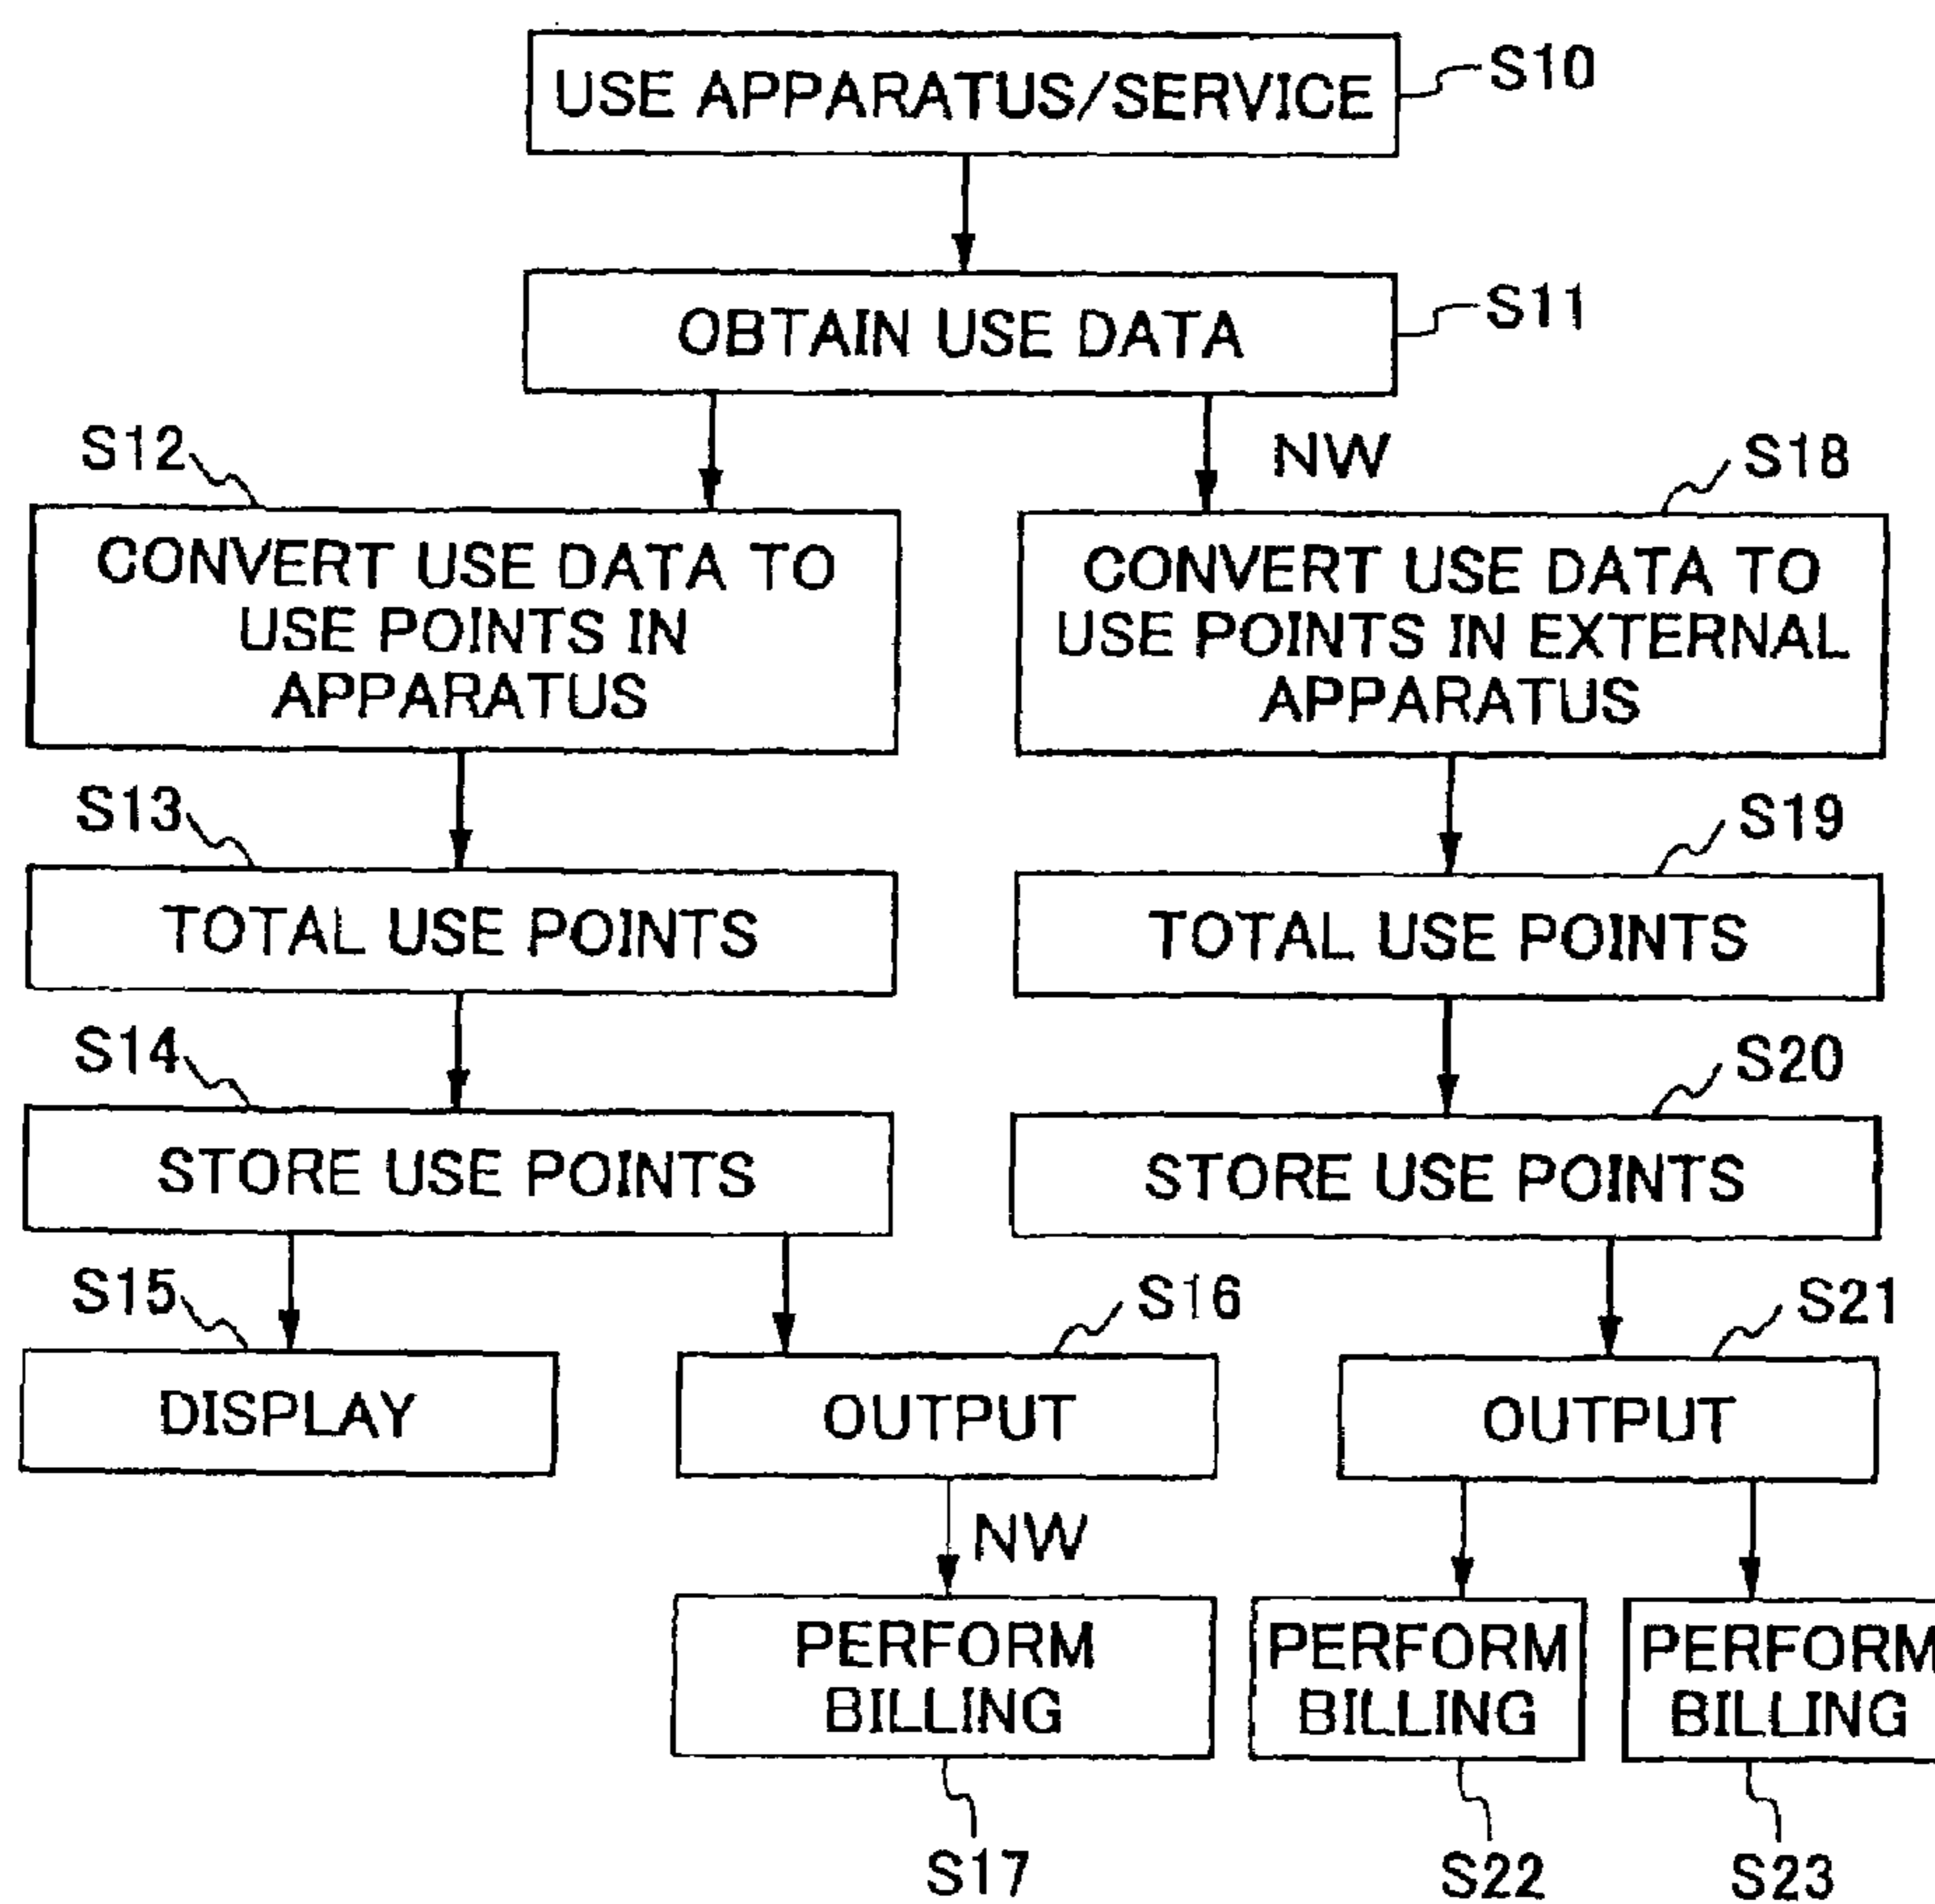 USE APPARATUS/SERVICE
S10
OBTAIN USE DATA
S11
NW
S12
CONVERT USE DATA TO
USE POINTS IN
APPARATUS
S18
CONVERT USE DATA TO
USE POINTS IN EXTERNAL
APPARATUS
S13
TOTAL USE POINTS
S19
TOTAL USE POINTS
S14
STORE USE POINTS
S20
STORE USE POINTS
S15
DISPLAY
S16
OUTPUT
S21
OUTPUT
NW
PERFORM
BILLING
S17
PERFORM
BILLING
S22
PERFORM
BILLING
S23